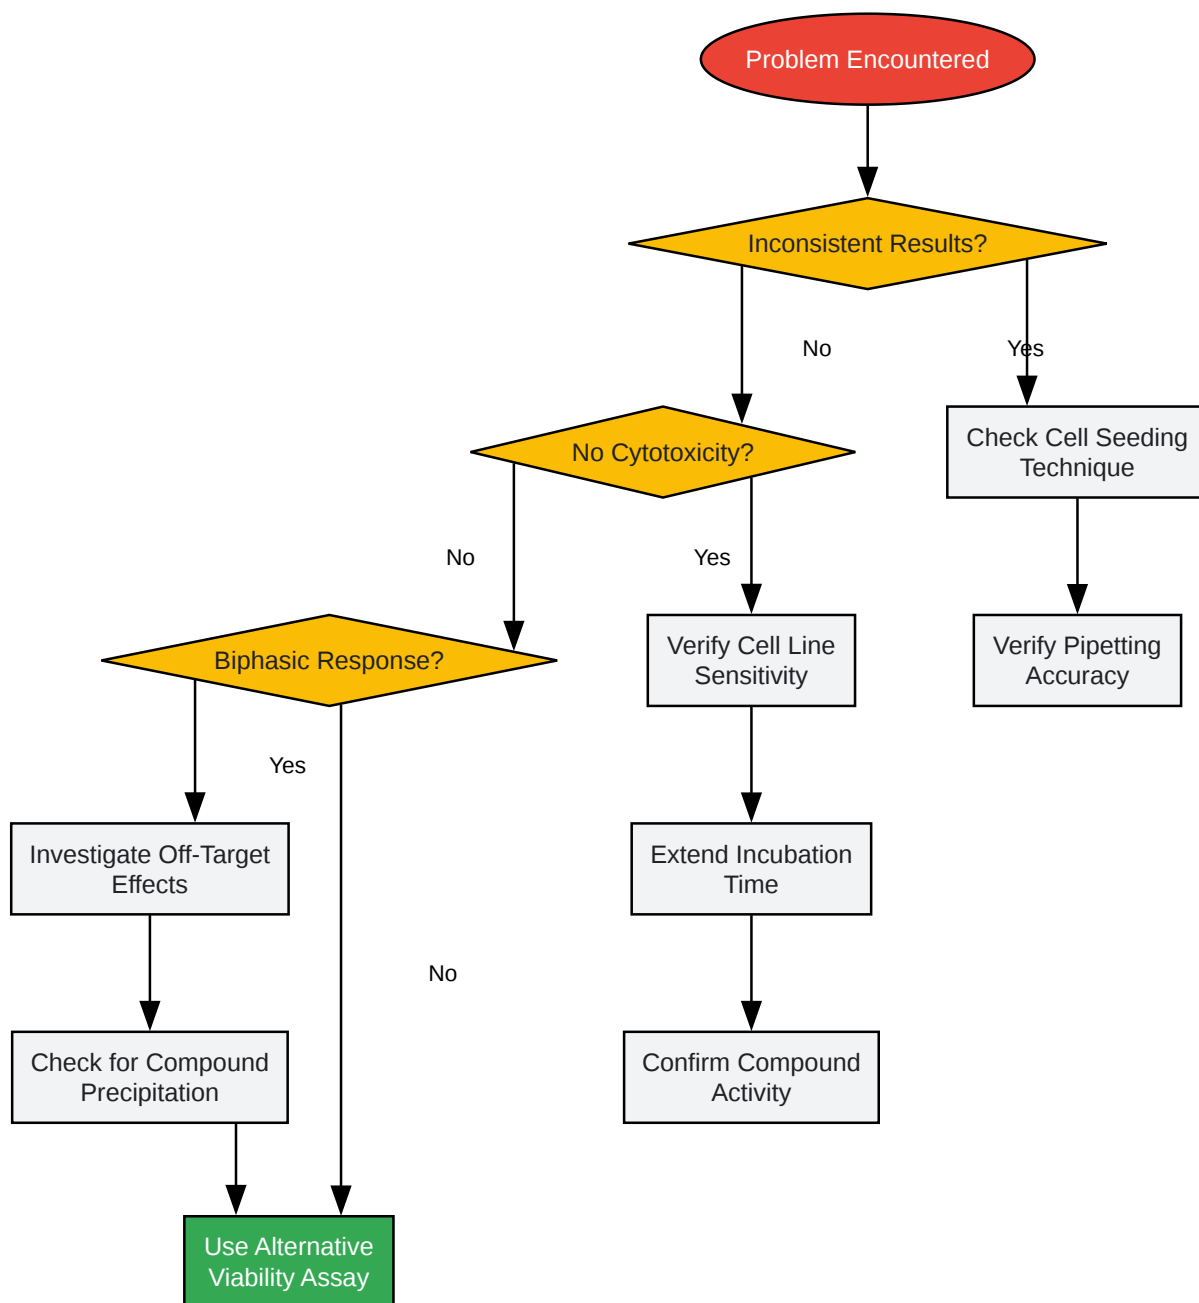 Problem Encountered
Inconsistent Results?
No
Yes
Check Cell Seeding
Technique
No Cytotoxicity?
No
Yes
Verify Cell Line
Sensitivity
Verify Pipetting
Accuracy
Biphasic Response?
Yes
Investigate Off-Target
Effects
Extend Incubation
Time
No
Check for Compound
Precipitation
Confirm Compound
Activity
Use Alternative
Viability Assay